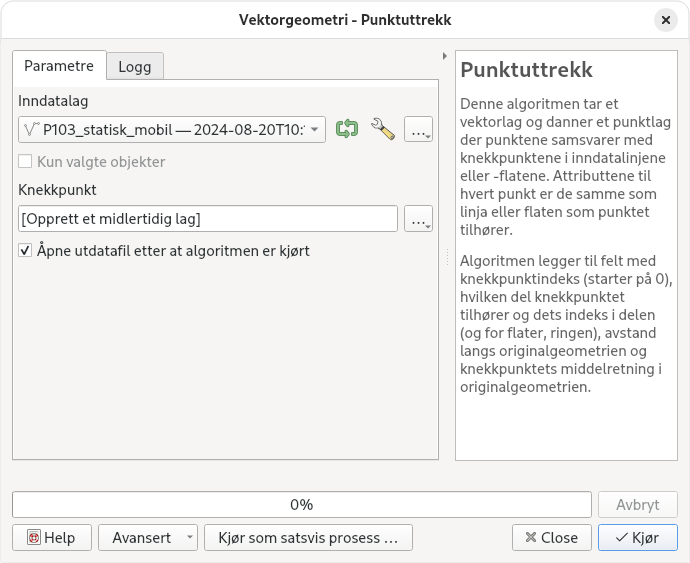 Vektorgeometri - Punktuttrekk
Parametre
Logg
Inndatalag
P103_statisk_mobil — 2024-08-20T10:
...
Kun valgte objekter
Knekkpunkt
[Opprett et midlertidig lag]
...
Åpne utdatafil etter at algoritmen er kjørt
Punktuttrekk
Denne algoritmen tar et
vektorlag og danner et punktlag
der punktene samsvarer med
knekkpunktene i inndatalinjene
eller -flatene. Attributtene til
hvert punkt er de samme som
linja eller flaten som punktet
tilhører.
Algoritmen legger til felt med
knekkpunktindeks (starter på 0),
hvilken del knekkpunktet
tilhører og dets indeks i delen
(og for flater, ringen), avstand
langs originalgeometrien og
knekkpunktets middelretning i
originalgeometrien.
0%
Avbryt
Help
Avansert
Kjør som satsvis prosess ...
Close
Kjør